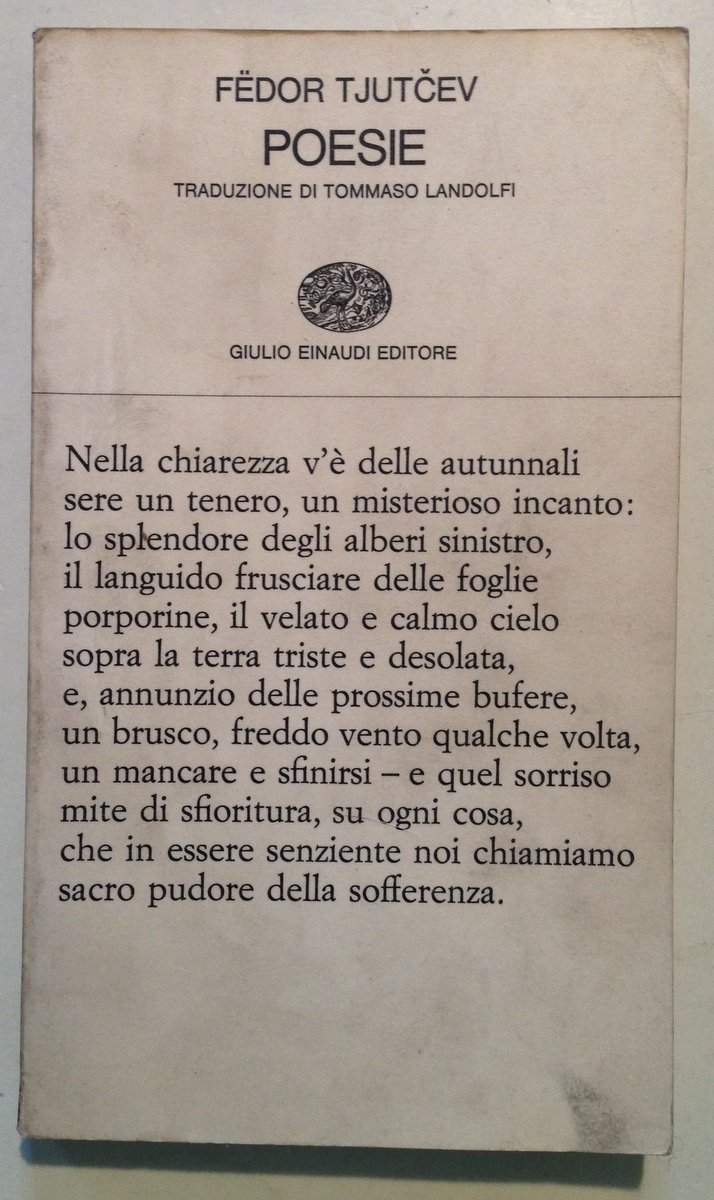 FËDOR TJUTČEV
POESIE
TRADUZIONE DI TOMMASO LANDOLFI
GIULIO EINAUDI EDITORE
Nella chiarezza v'è delle autunnali
sere un tenero, un misterioso incanto:
lo splendore degli alberi sinistro,
il languido frusciare delle foglie
porporine, il velato e calmo cielo
sopra la terra triste e desolata,
e, annunzio delle prossime bufere,
un brusco, freddo vento qualche volta,
un mancare e sfinirsi – e quel sorriso
mite di sfioritura, su ogni cosa,
che in essere senziente noi chiamiamo
sacro pudore della sofferenza.